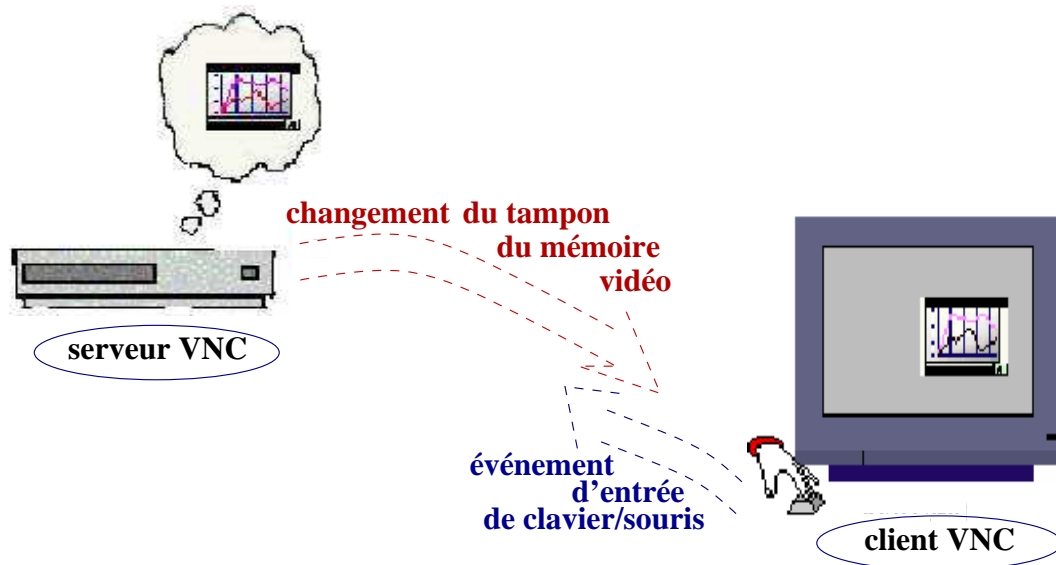 changement du tampon
du mémoire
vidéo
serveur VNC
événement
d'entrée
de clavier/souris
client VNC